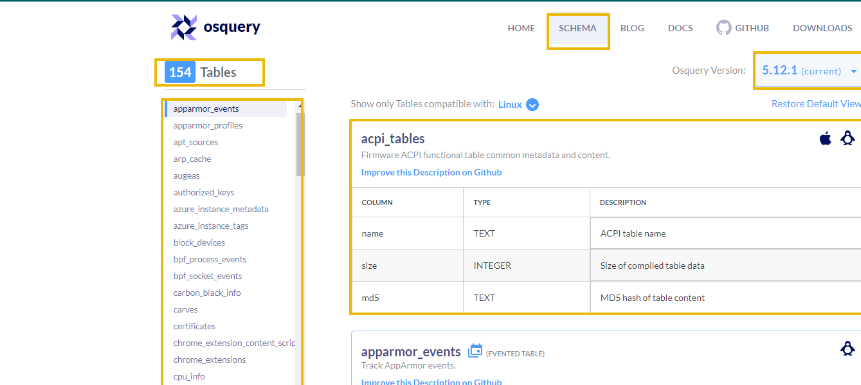 osquery
HOME SCHEMA BLOG DOCS GITHUB DOWNLOADS
154 Tables
Osquery Version: 5.12.1 (current)
apparmor_events
apparmor_profiles
apt_sources
arp_cache
augeas
authorized_keys
azure_instance_metadata
azure_instance_tags
block_devices
bpf_process_events
bpf_socket_events
carbon_black_info
carves
certificates
chrome_extension_content_scrip
chrome_extensions
cpu_info
Show only Tables compatible with: Linux
Restore Default View
acpi_tables
Firmware ACPI functional table common metadata and content.
Improve this Description on Github
COLUMN TYPE DESCRIPTION
name TEXT ACPI table name
size INTEGER Size of compiled table data
md5 TEXT MD5 hash of table content
apparmor_events (EVENTED TABLE)
Track AppArmor events.
Improve this Description on Github